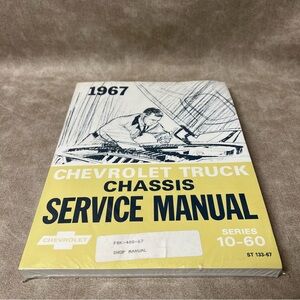 1967
CHEVROLET TRUCK
CHASSIS
SERVICE MANUAL
SERIES
10-60
CHEVROLET
SHOP MANUAL
ST 133-67